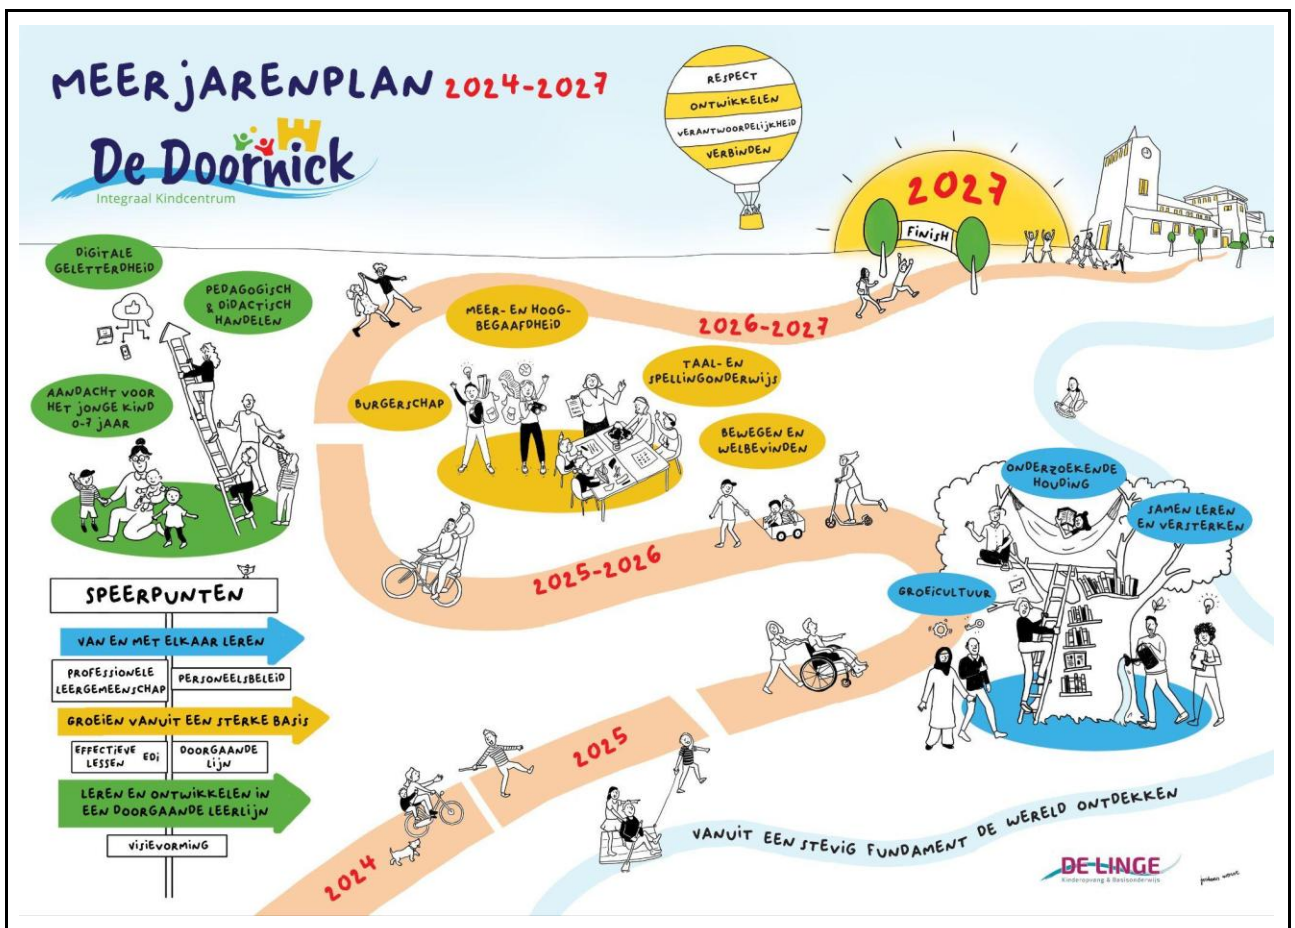 MEERJARENPLAN 2024-2027
De Doornick
Integraal Kindcentrum
RESPECT
ONTWIKKELEN
VERANTWOORDELIJKHEID
VERBINDEN
2027
FINISH
DIGITALE
GELETTERDHEID
PEDAGOGISCH
& DIDACTISCH
HANDELEN
AANDACHT VOOR
HET JONGE KIND
0-7 JAAR
MEER- EN HOOG-
BEGAAFDHEID
BURGERSCHAP
TAAL- EN
SPELLINGONDERWIJS
BEWEGEN EN
WELBEVINDEN
2026-2027
2025-2026
ONDERZOEKENDE
HOUDING
SAMEN LEREN
EN VERSTERKEN
GROEICULTUUR
SPEERPUNTEN
VAN EN MET ELKAAR LEREN
PROFESSIONELE
LEERGEMEENSCHAP
PERSONEELSBELEID
GROEIEN VANUIT EEN STERKE BASIS
EFFECTIEVE
LESSEN EDI
DOORGAANDE
LIJN
LEREN EN ONTWIKKELEN IN
EEN DOORGAANDE LEERLIJN
VISIEVORMING
2025
2024
VANUIT EEN STEVIG FUNDAMENT DE WERELD ONTDEKKEN
DE LINGE
Kinderopvang & Basisonderwijs